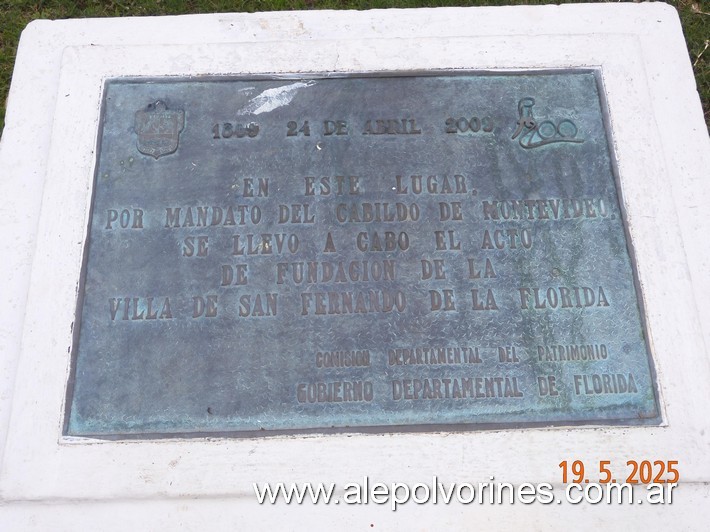 1809 24 DE ABRIL 2009 200
EN ESTE LUGAR,
POR MANDATO DEL CABILDO DE MONTEVIDEO,
SE LLEVO A CABO EL ACTO
DE FUNDACION DE LA
VILLA DE SAN FERNANDO DE LA FLORIDA
COMISION DEPARTAMENTAL DEL PATRIMONIO
GOBIERNO DEPARTAMENTAL DE FLORIDA
19.5.2025
www.alepolvorines.com.ar